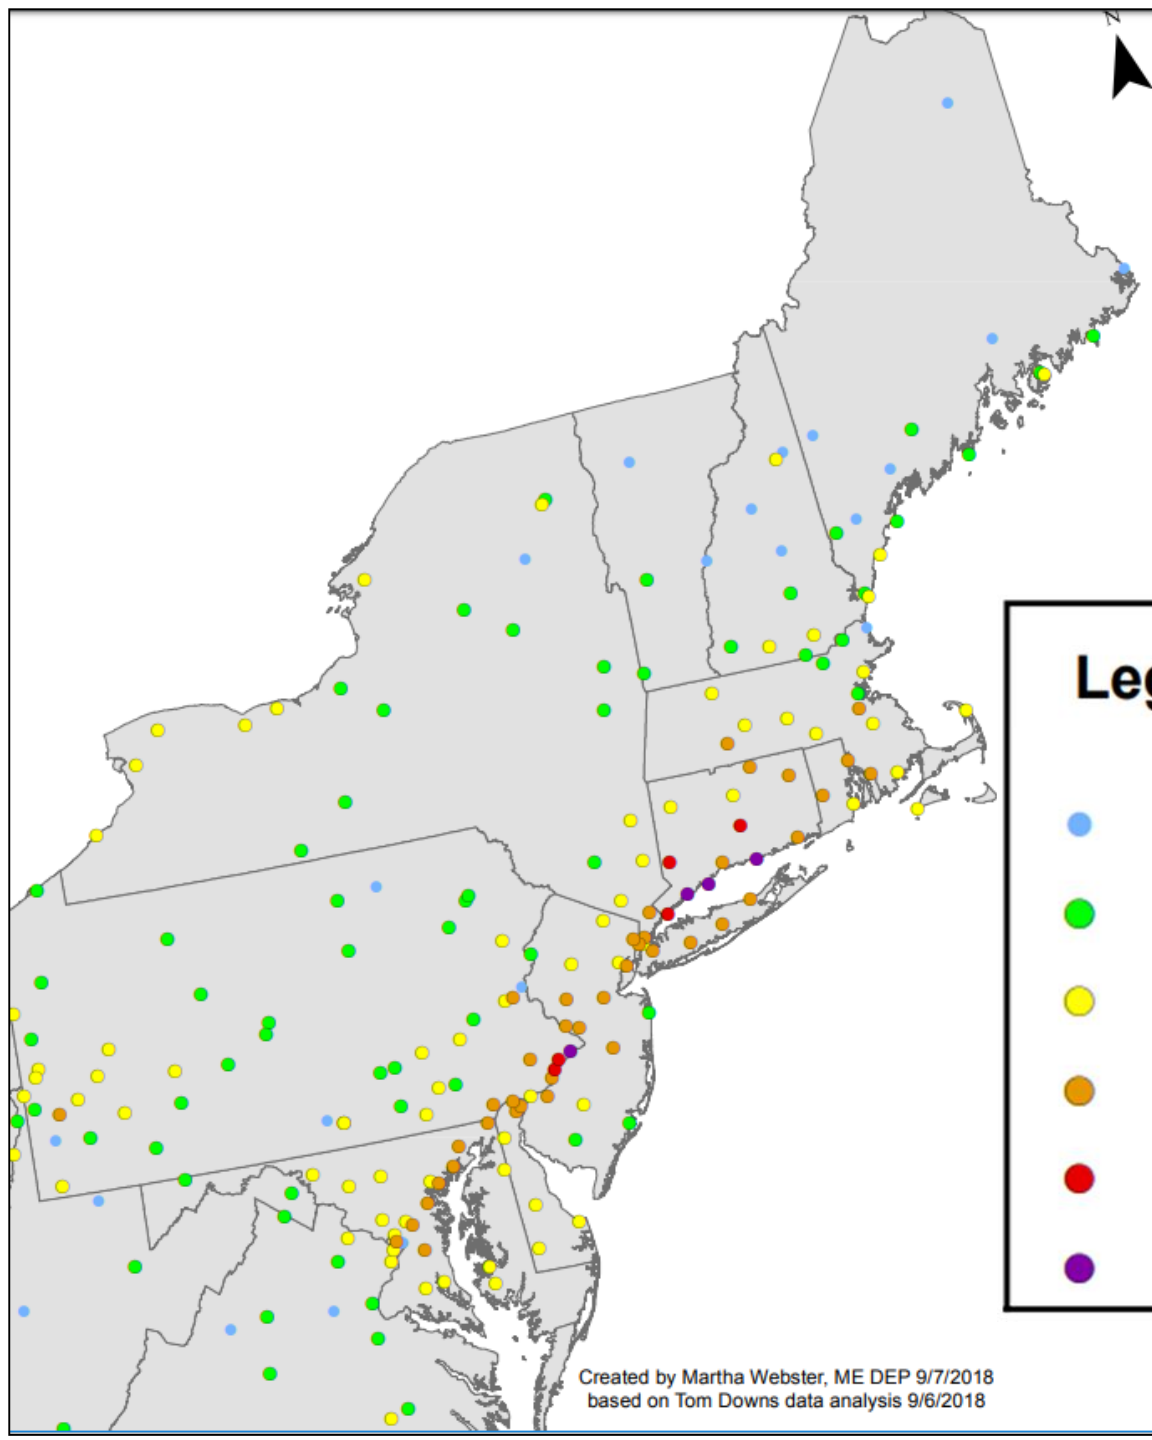 N
Leg
Created by Martha Webster, ME DEP 9/7/2018
based on Tom Downs data analysis 9/6/2018